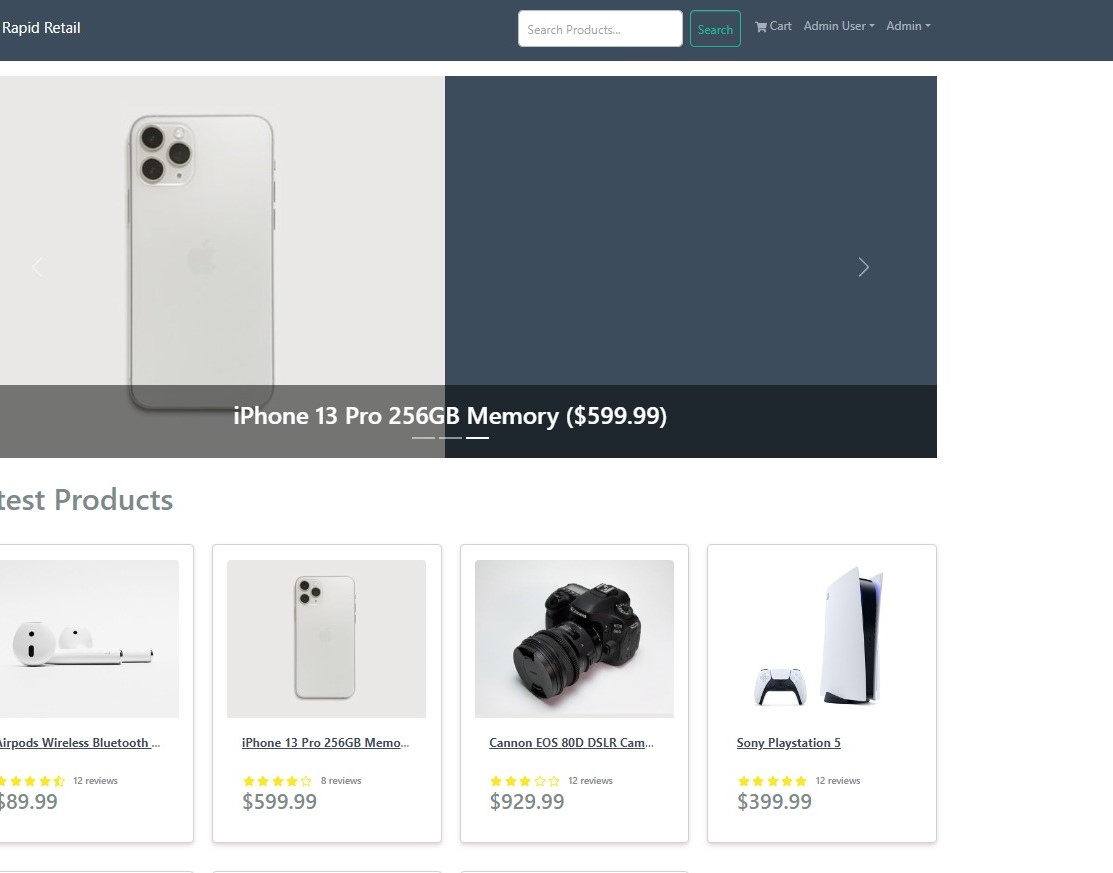 Rapid Retail
Search Products...
Search
Cart
Admin User
Admin
iPhone 13 Pro 256GB Memory ($599.99)
test Products
Airpods Wireless Bluetooth ...
12 reviews
$89.99
iPhone 13 Pro 256GB Memo...
8 reviews
$599.99
Cannon EOS 80D DSLR Cam...
12 reviews
$929.99
Sony Playstation 5
12 reviews
$399.99